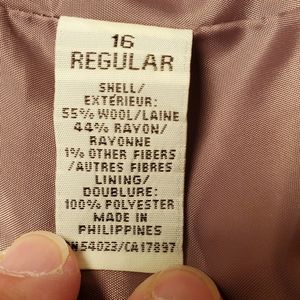 16
REGULAR
SHELL/
EXTERIEUR:
55% WOOL/LAINE
44% RAYON/
RAYONNE
1% OTHER FIBERS
/AUTRES FIBRES
LINING/
DOUBLURE:
100% POLYESTER
MADE IN
PHILIPPINES
54023/CA17897